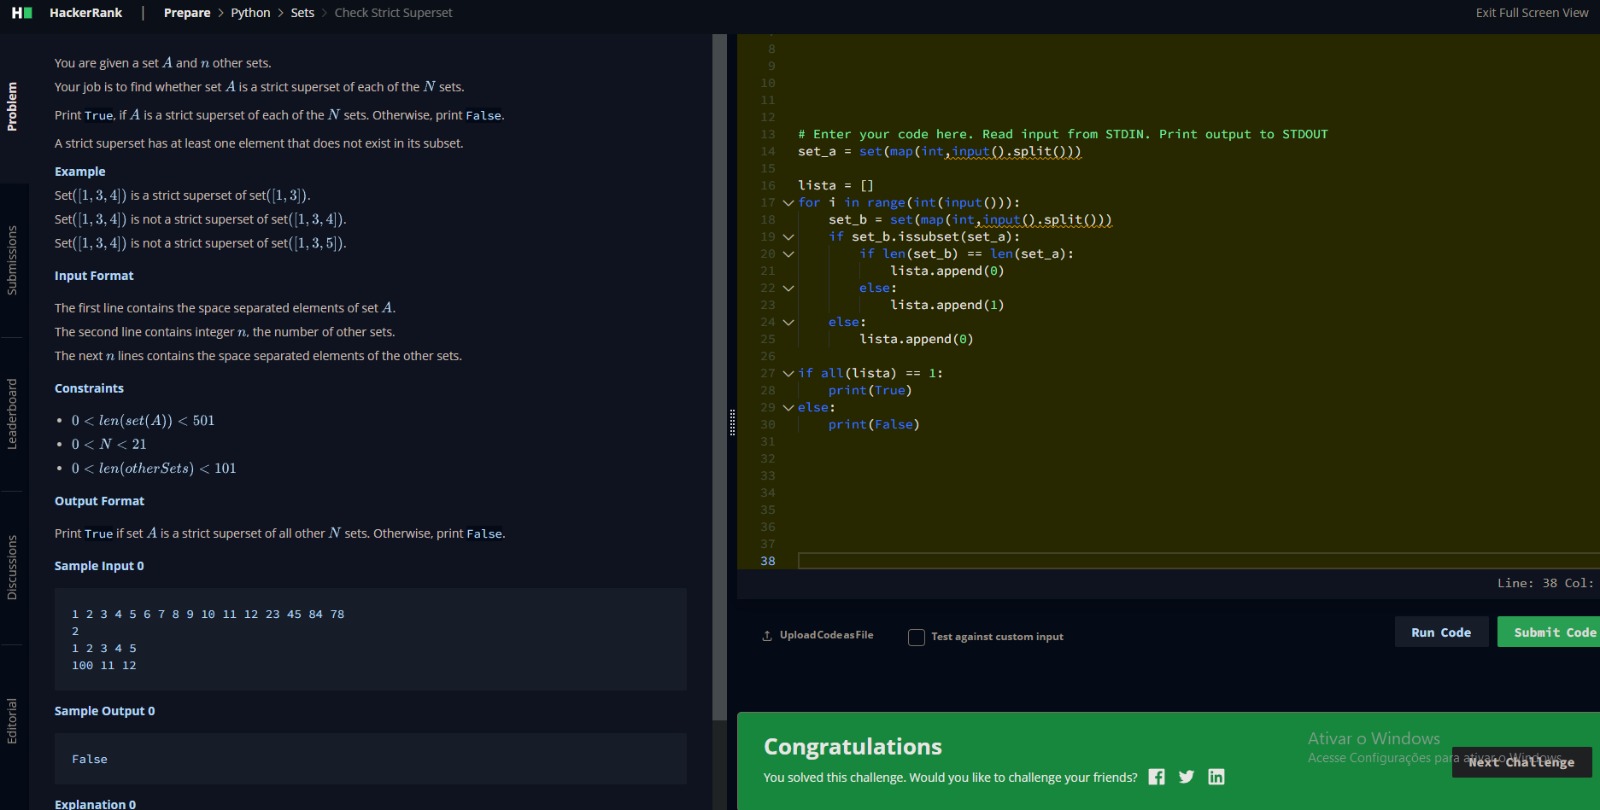 HackerRank | Prepare > Python > Sets > Check Strict Superset
Exit Full Screen View
Problem
Submissions
Leaderboard
Discussions
Editorial
You are given a set A and n other sets.
Your job is to find whether set A is a strict superset of each of the N sets.
Print True, if A is a strict superset of each of the N sets. Otherwise, print False.
A strict superset has at least one element that does not exist in its subset.
Example
Set([1, 3, 4]) is a strict superset of set([1, 3]).
Set([1, 3, 4]) is not a strict superset of set([1, 3, 4]).
Set([1, 3, 4]) is not a strict superset of set([1, 3, 5]).
Input Format
The first line contains the space separated elements of set A.
The second line contains integer n, the number of other sets.
The next n lines contains the space separated elements of the other sets.
Constraints
• 0 < len(set(A)) < 501
• 0 < N < 21
• 0 < len(otherSets) < 101
Output Format
Print True if set A is a strict superset of all other N sets. Otherwise, print False.
Sample Input 0
1 2 3 4 5 6 7 8 9 10 11 12 23 45 84 78
2
1 2 3 4 5
100 11 12
Sample Output 0
False
Explanation 0
8
9
10
11
12
13 # Enter your code here. Read input from STDIN. Print output to STDOUT
14 set_a = set(map(int,input().split()))
15
16 lista = []
17 for i in range(int(input())):
18     set_b = set(map(int,input().split()))
19     if set_b.issubset(set_a):
20         if len(set_b) == len(set_a):
21             lista.append(0)
22         else:
23             lista.append(1)
24     else:
25         lista.append(0)
26
27 if all(lista) == 1:
28     print(True)
29 else:
30     print(False)
31
32
33
34
35
36
37
38
Line: 38 Col:
Upload Code as File
Test against custom input
Run Code
Submit Code
Congratulations
You solved this challenge. Would you like to challenge your friends?
Ativar o Windows
Acesse Configurações para ativar o Windows.
Next Challenge